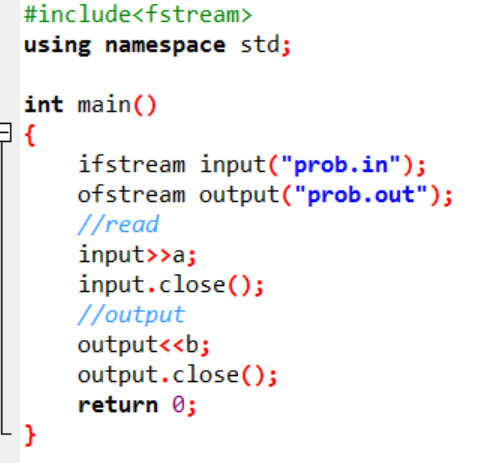 #include<fstream>
using namespace std;
int main()
{
ifstream input("prob.in");
ofstream output("prob.out");
//read
input>>a;
input.close();
//output
output<<b;
output.close();
return 0;
}